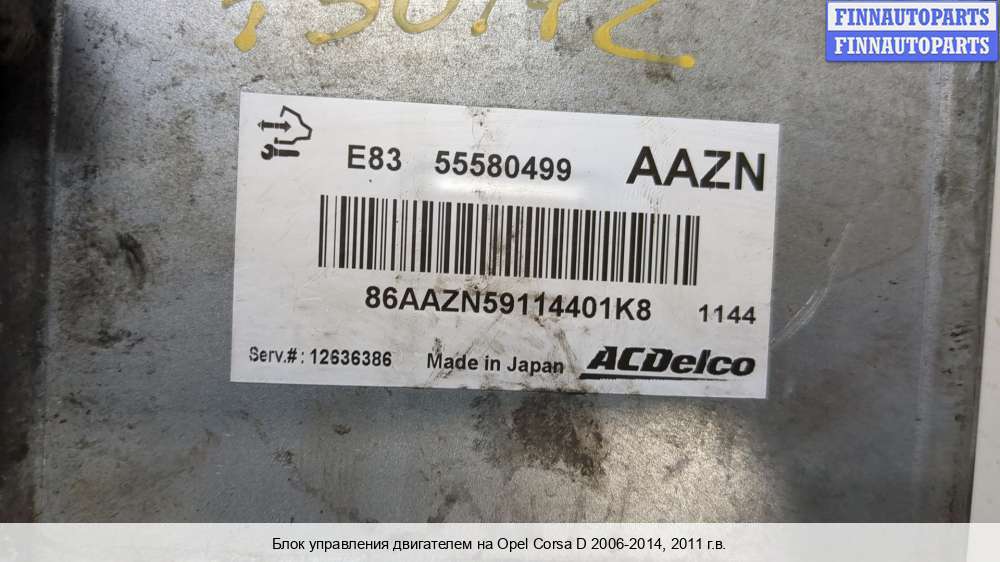 FINNAUTOPARTS
FINNAUTOPARTS
E83 55580499 AAZN
86AAZN59114401K8 1144
Serv.#: 12636386 Made in Japan ACDelco
Блок управления двигателем на Opel Corsa D 2006-2014, 2011 г.в.